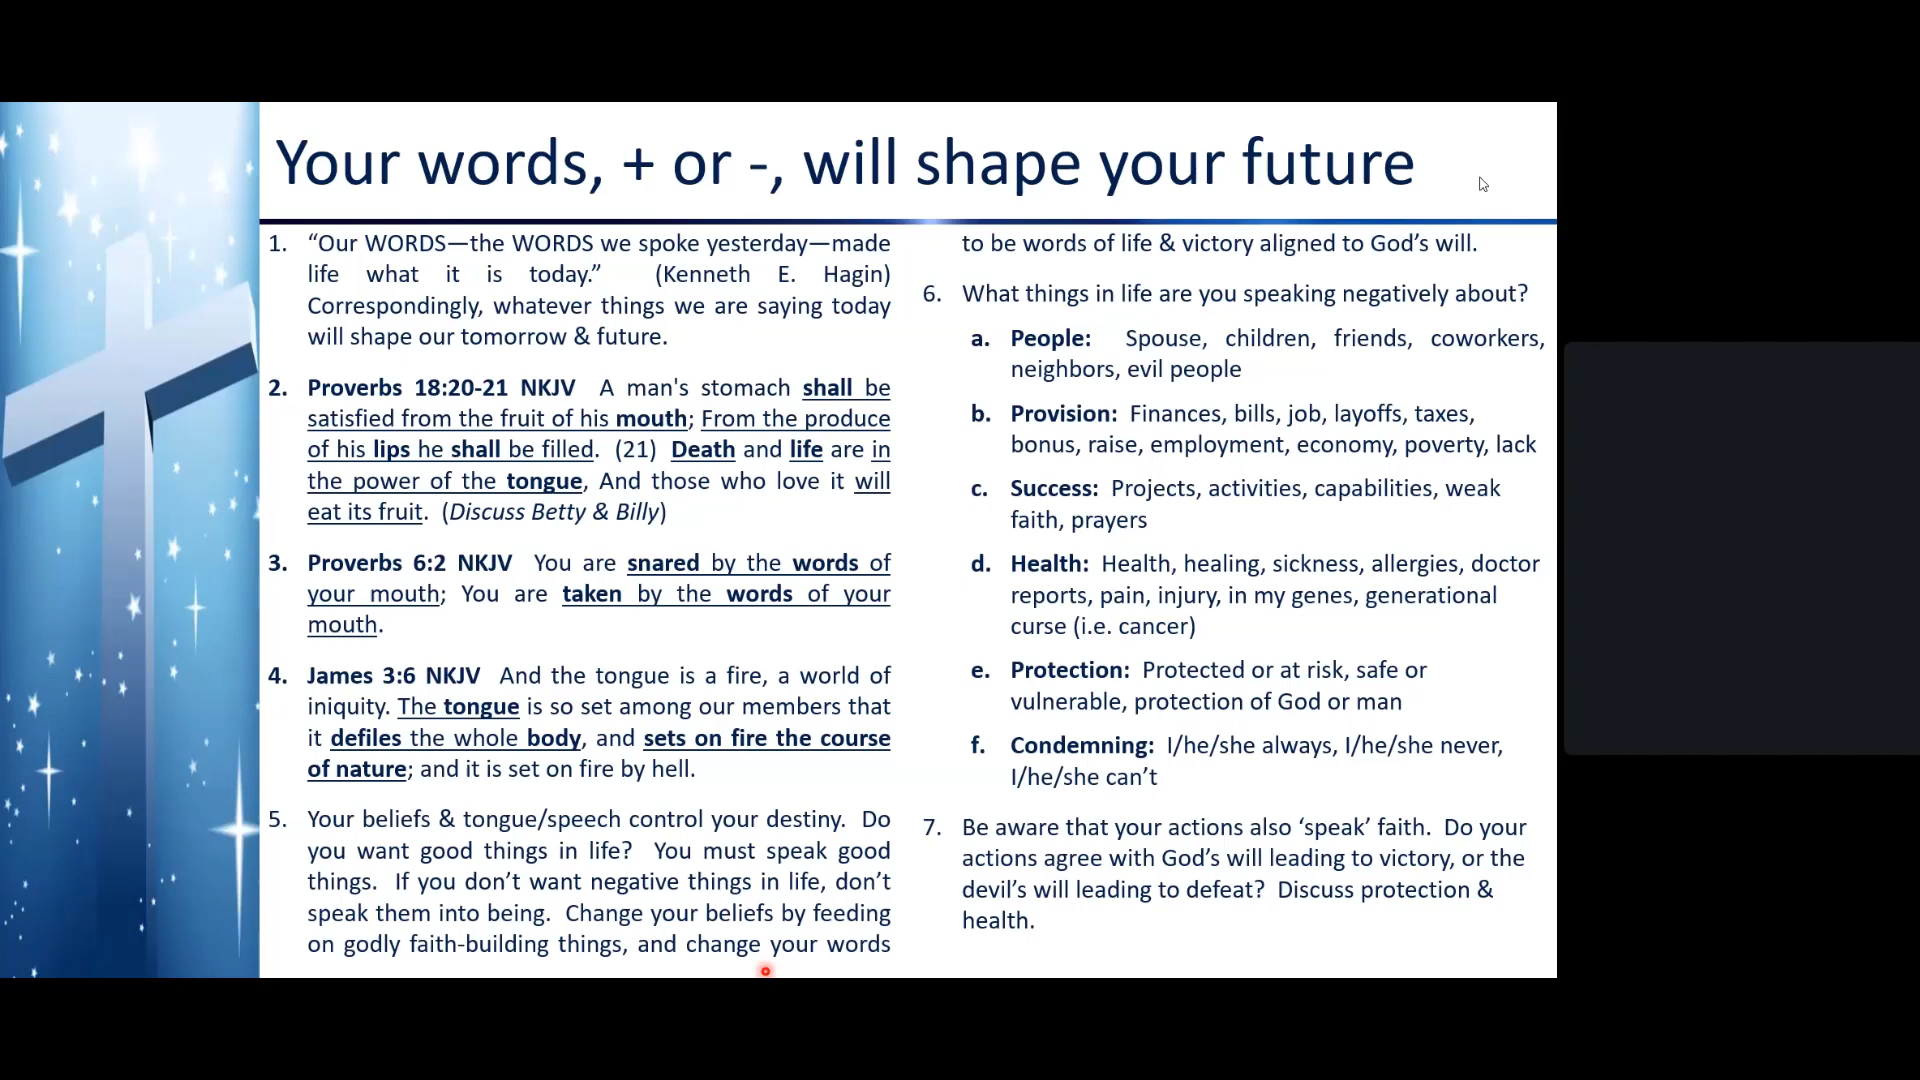 Your words, + or -, will shape your future
1. “Our WORDS—the WORDS we spoke yesterday—made
life what it is today.” (Kenneth E. Hagin)
Correspondingly, whatever things we are saying today
will shape our tomorrow & future.
2. Proverbs 18:20-21 NKJV A man's stomach shall be
satisfied from the fruit of his mouth; From the produce
of his lips he shall be filled. (21) Death and life are in
the power of the tongue, And those who love it will
eat its fruit. (Discuss Betty & Billy)
3. Proverbs 6:2 NKJV You are snared by the words of
your mouth; You are taken by the words of your
mouth.
4. James 3:6 NKJV And the tongue is a fire, a world of
iniquity. The tongue is so set among our members that
it defiles the whole body, and sets on fire the course
of nature; and it is set on fire by hell.
5. Your beliefs & tongue/speech control your destiny. Do
you want good things in life? You must speak good
things. If you don’t want negative things in life, don’t
speak them into being. Change your beliefs by feeding
on godly faith-building things, and change your words
to be words of life & victory aligned to God’s will.
6. What things in life are you speaking negatively about?
a. People: Spouse, children, friends, coworkers,
neighbors, evil people
b. Provision: Finances, bills, job, layoffs, taxes,
bonus, raise, employment, economy, poverty, lack
c. Success: Projects, activities, capabilities, weak
faith, prayers
d. Health: Health, healing, sickness, allergies, doctor
reports, pain, injury, in my genes, generational
curse (i.e. cancer)
e. Protection: Protected or at risk, safe or
vulnerable, protection of God or man
f. Condemning: I/he/she always, I/he/she never,
I/he/she can’t
7. Be aware that your actions also ‘speak’ faith. Do your
actions agree with God’s will leading to victory, or the
devil’s will leading to defeat? Discuss protection &
health.